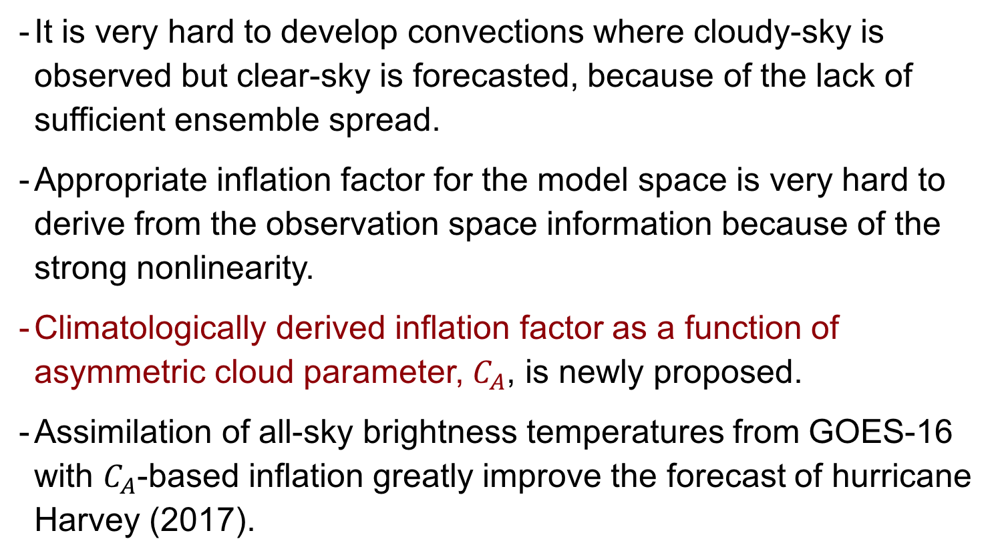 - It is very hard to develop convections where cloudy-sky is
observed but clear-sky is forecasted, because of the lack of
sufficient ensemble spread.
- Appropriate inflation factor for the model space is very hard to
derive from the observation space information because of the
strong nonlinearity.
- Climatologically derived inflation factor as a function of
asymmetric cloud parameter, C_A, is newly proposed.
- Assimilation of all-sky brightness temperatures from GOES-16
with C_A-based inflation greatly improve the forecast of hurricane
Harvey (2017).